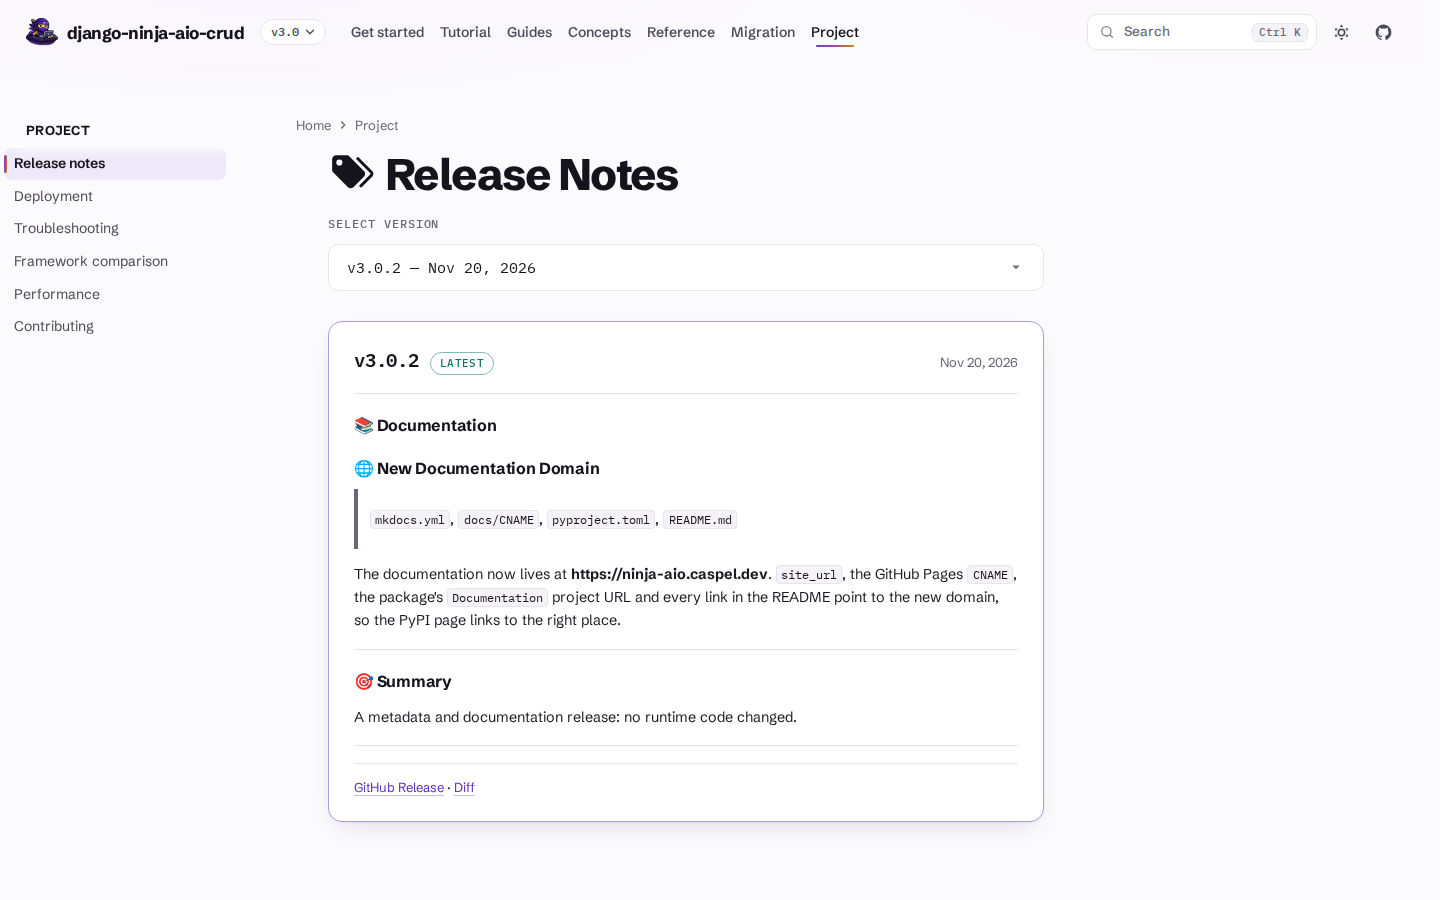 django-ninja-aio-crud
v3.0
Get started
Tutorial
Guides
Concepts
Reference
Migration
Project
Search
Ctrl K
PROJECT
Release notes
Deployment
Troubleshooting
Framework comparison
Performance
Contributing
Home
Project
Release Notes
SELECT VERSION
v3.0.2 — Nov 20, 2026
v3.0.2
LATEST
Nov 20, 2026
📚 Documentation
🌐 New Documentation Domain
mkdocs.yml, docs/CNAME, pyproject.toml, README.md
The documentation now lives at https://ninja-aio.caspel.dev. site_url, the GitHub Pages CNAME,
the package's Documentation project URL and every link in the README point to the new domain,
so the PyPI page links to the right place.
🎯 Summary
A metadata and documentation release: no runtime code changed.
GitHub Release · Diff